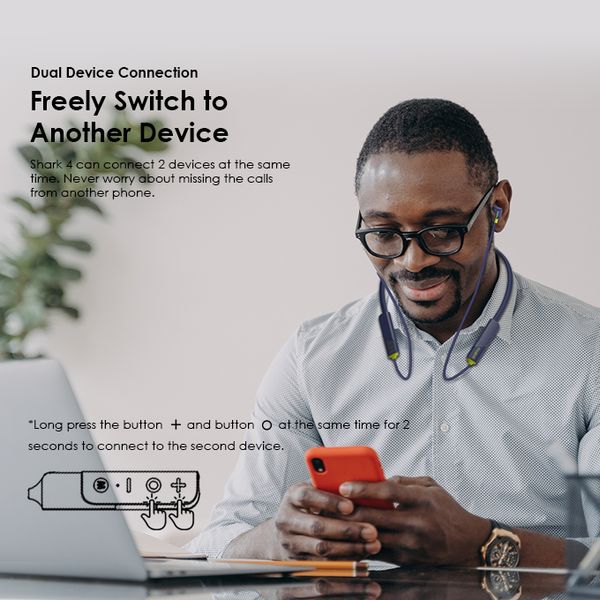 Dual Device Connection
Freely Switch to
Another Device
Shark 4 can connect 2 devices at the same
time. Never worry about missing the calls
from another phone.
*Long press the button + and button O at the same time for 2
seconds to connect to the second device.